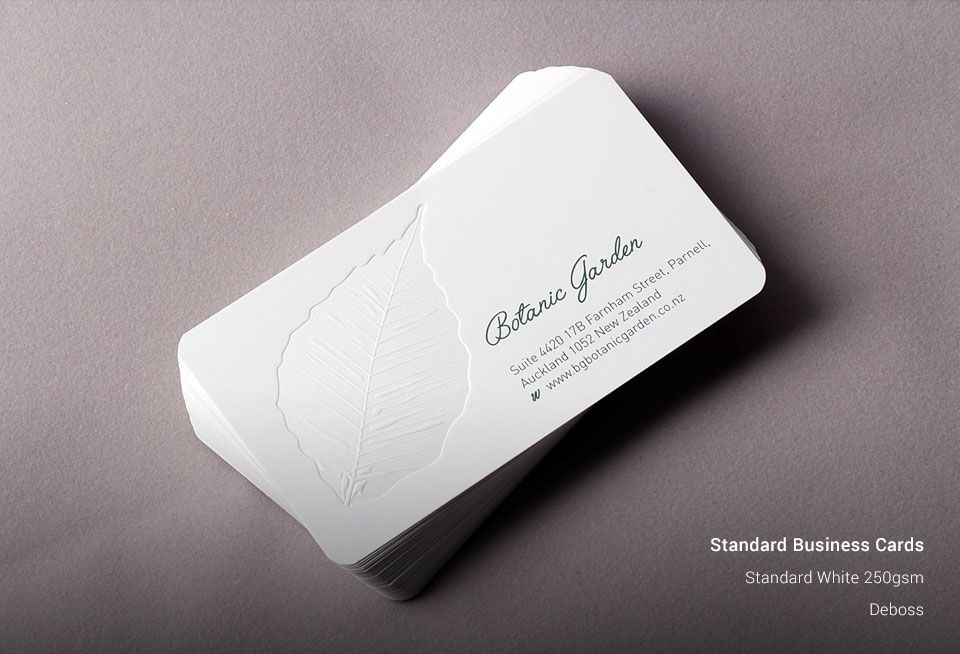 Botanic Garden
Suite 4420 17B Farnham Street, Parnell,
Auckland 1052 New Zealand
w www.bgbotanicgarden.co.nz
Standard Business Cards
Standard White 250gsm
Deboss